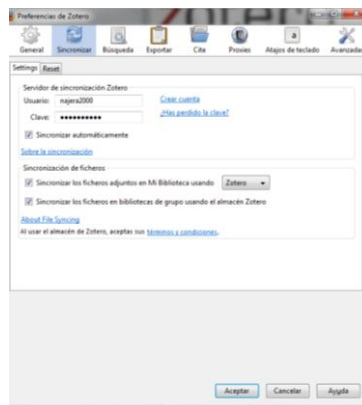 Preferencias de Zotero
General Sincronizar Búsqueda Exportar Cite Proxies Atajos de teclado Avanzadas
Settings Reset
Servidor de sincronización Zotero
Usuario: najera2000 Crear cuenta
Clave: ●●●●●●●●●● ¿Has perdido la clave?
Sincronizar automáticamente
Sobre la sincronización
Sincronización de ficheros
Sincronizar los ficheros adjuntos en Mi Biblioteca usando Zotero
Sincronizar los ficheros en bibliotecas de grupo usando el almacén Zotero
About File Syncing
Al usar el almacén de Zotero, aceptas sus términos y condiciones.
Aceptar Cancelar Ayuda